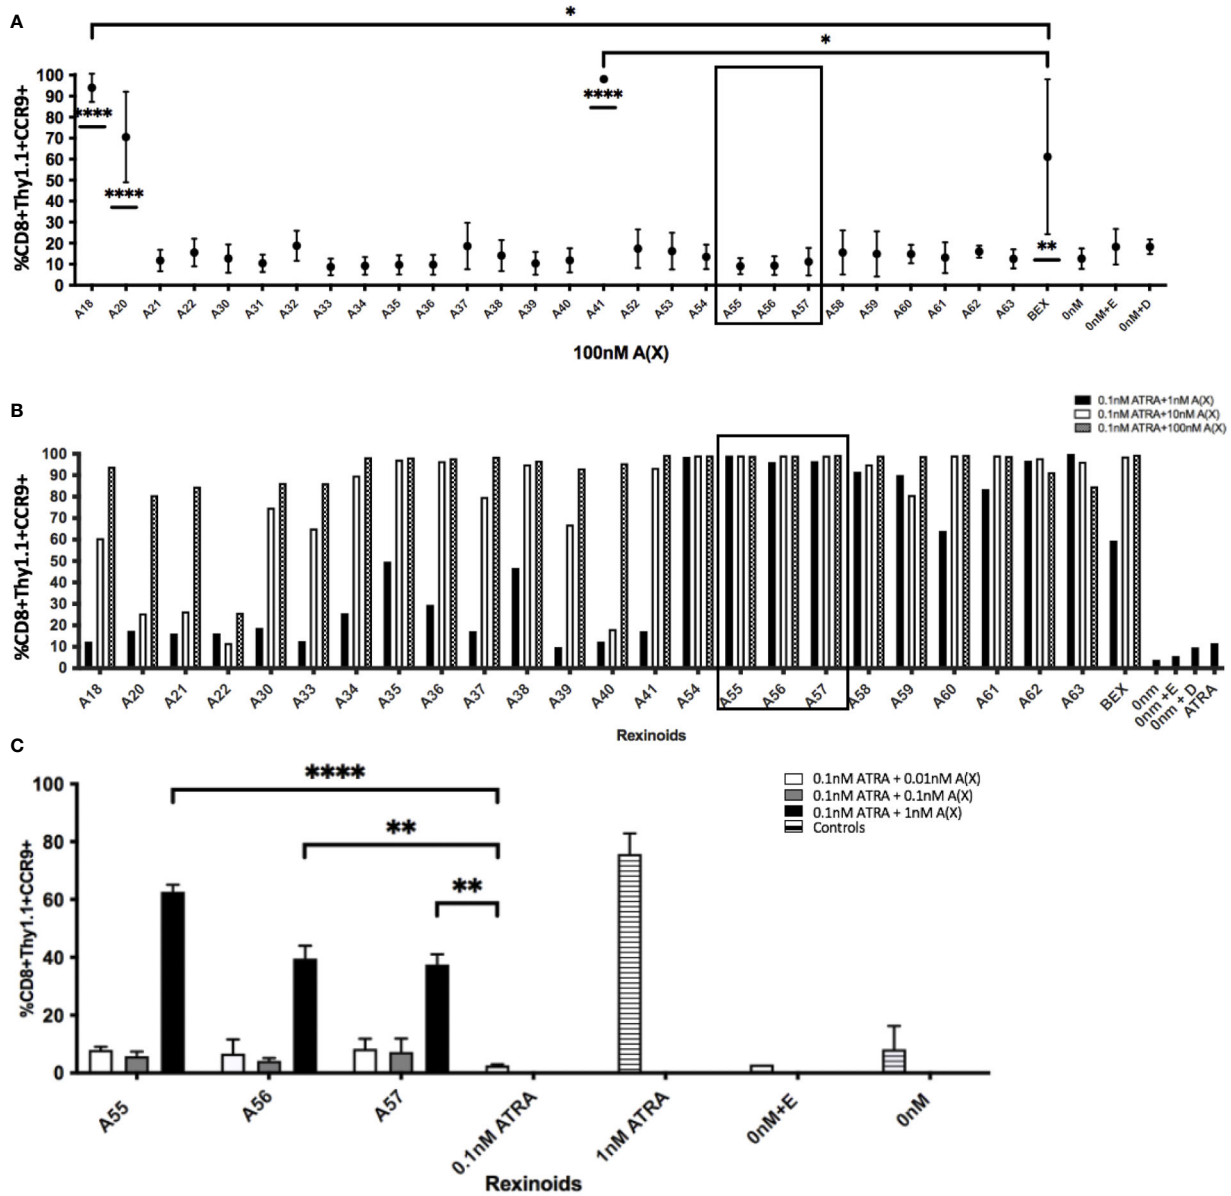 A
*
*
%CD8+Thy1.1+CCR9+
100
90
80
70
60
50
40
30
20
10
0
****
****
****
**
A18 A20 A21 A22 A30 A31 A32 A33 A34 A35 A36 A37 A38 A39 A40 A41 A52 A53 A54 A55 A56 A57 A58 A59 A60 A61 A62 A63 BEX 0nM 0nM+E 0nM+D
100nM A(X)
B
0.1nM ATRA+1nM A(X)
0.1nM ATRA+10nM A(X)
0.1nM ATRA+100nM A(X)
%CD8+Thy1.1+CCR9+
100
90
80
70
60
50
40
30
20
10
0
A18 A20 A21 A22 A30 A33 A34 A35 A36 A37 A38 A39 A40 A41 A54 A55 A56 A57 A58 A59 A60 A61 A62 A63 BEX 0nm 0nm +E 0nm + D ATRA
Rexinoids
C
****
**
**
0.1nM ATRA + 0.01nM A(X)
0.1nM ATRA + 0.1nM A(X)
0.1nM ATRA + 1nM A(X)
Controls
%CD8+Thy1.1+CCR9+
100
80
60
40
20
0
A55 A56 A57 0.1nM ATRA 1nM ATRA 0nM+E 0nM
Rexinoids